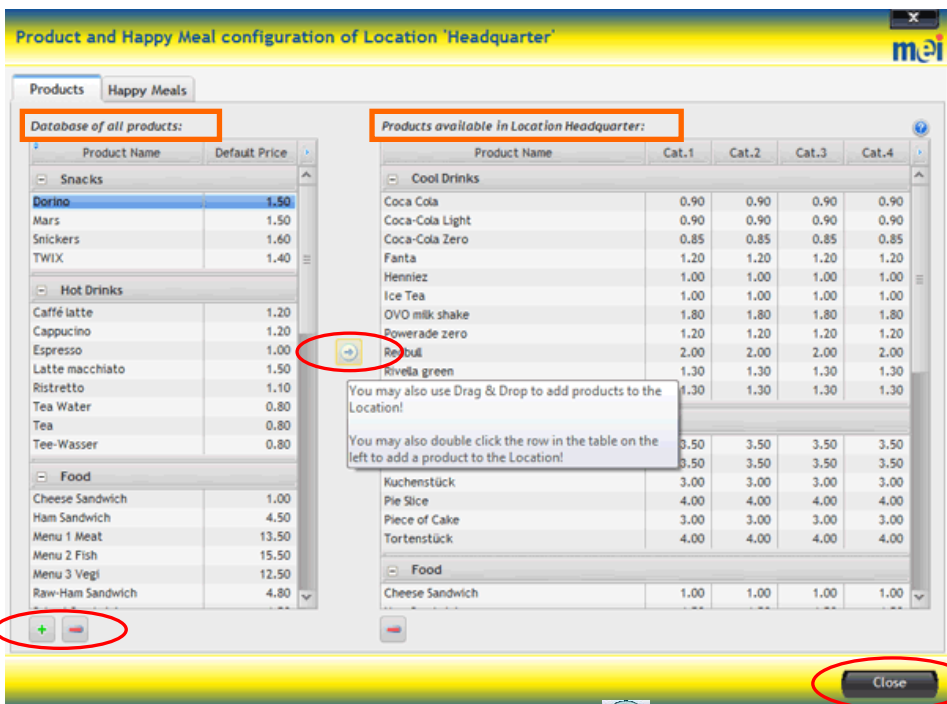 Product and Happy Meal configuration of Location 'Headquarter'
x
mei
Products Happy Meals
Database of all products:
Product Name Default Price
Snacks
Dorino 1.50
Mars 1.50
Snickers 1.60
TWIX 1.40
Hot Drinks
Caffé latte 1.20
Cappucino 1.20
Espresso 1.00
Latte macchiato 1.50
Ristretto 1.10
Tea Water 0.80
Tea 0.80
Tee-Wasser 0.80
Food
Cheese Sandwich 1.00
Ham Sandwich 4.50
Menu 1 Meat 13.50
Menu 2 Fish 15.50
Menu 3 Vegi 12.50
Raw-Ham Sandwich 4.80
Products available in Location Headquarter:
Product Name Cat.1 Cat.2 Cat.3 Cat.4
Cool Drinks
Coca Cola 0.90 0.90 0.90 0.90
Coca-Cola Light 0.90 0.90 0.90 0.90
Coca-Cola Zero 0.85 0.85 0.85 0.85
Fanta 1.20 1.20 1.20 1.20
Henniez 1.00 1.00 1.00 1.00
Ice Tea 1.00 1.00 1.00 1.00
OVO milk shake 1.80 1.80 1.80 1.80
Powerade zero 1.20 1.20 1.20 1.20
Redbull 2.00 2.00 2.00 2.00
Rivella green 1.30 1.30 1.30 1.30
1.30 1.30 1.30 1.30
You may also use Drag & Drop to add products to the
Location!
You may also double click the row in the table on the
left to add a product to the Location!
3.50 3.50 3.50 3.50
3.50 3.50 3.50 3.50
Kuchenstück 3.00 3.00 3.00 3.00
Pie Slice 4.00 4.00 4.00 4.00
Piece of Cake 3.00 3.00 3.00 3.00
Tortenstück 4.00 4.00 4.00 4.00
Food
Cheese Sandwich 1.00 1.00 1.00 1.00
Close